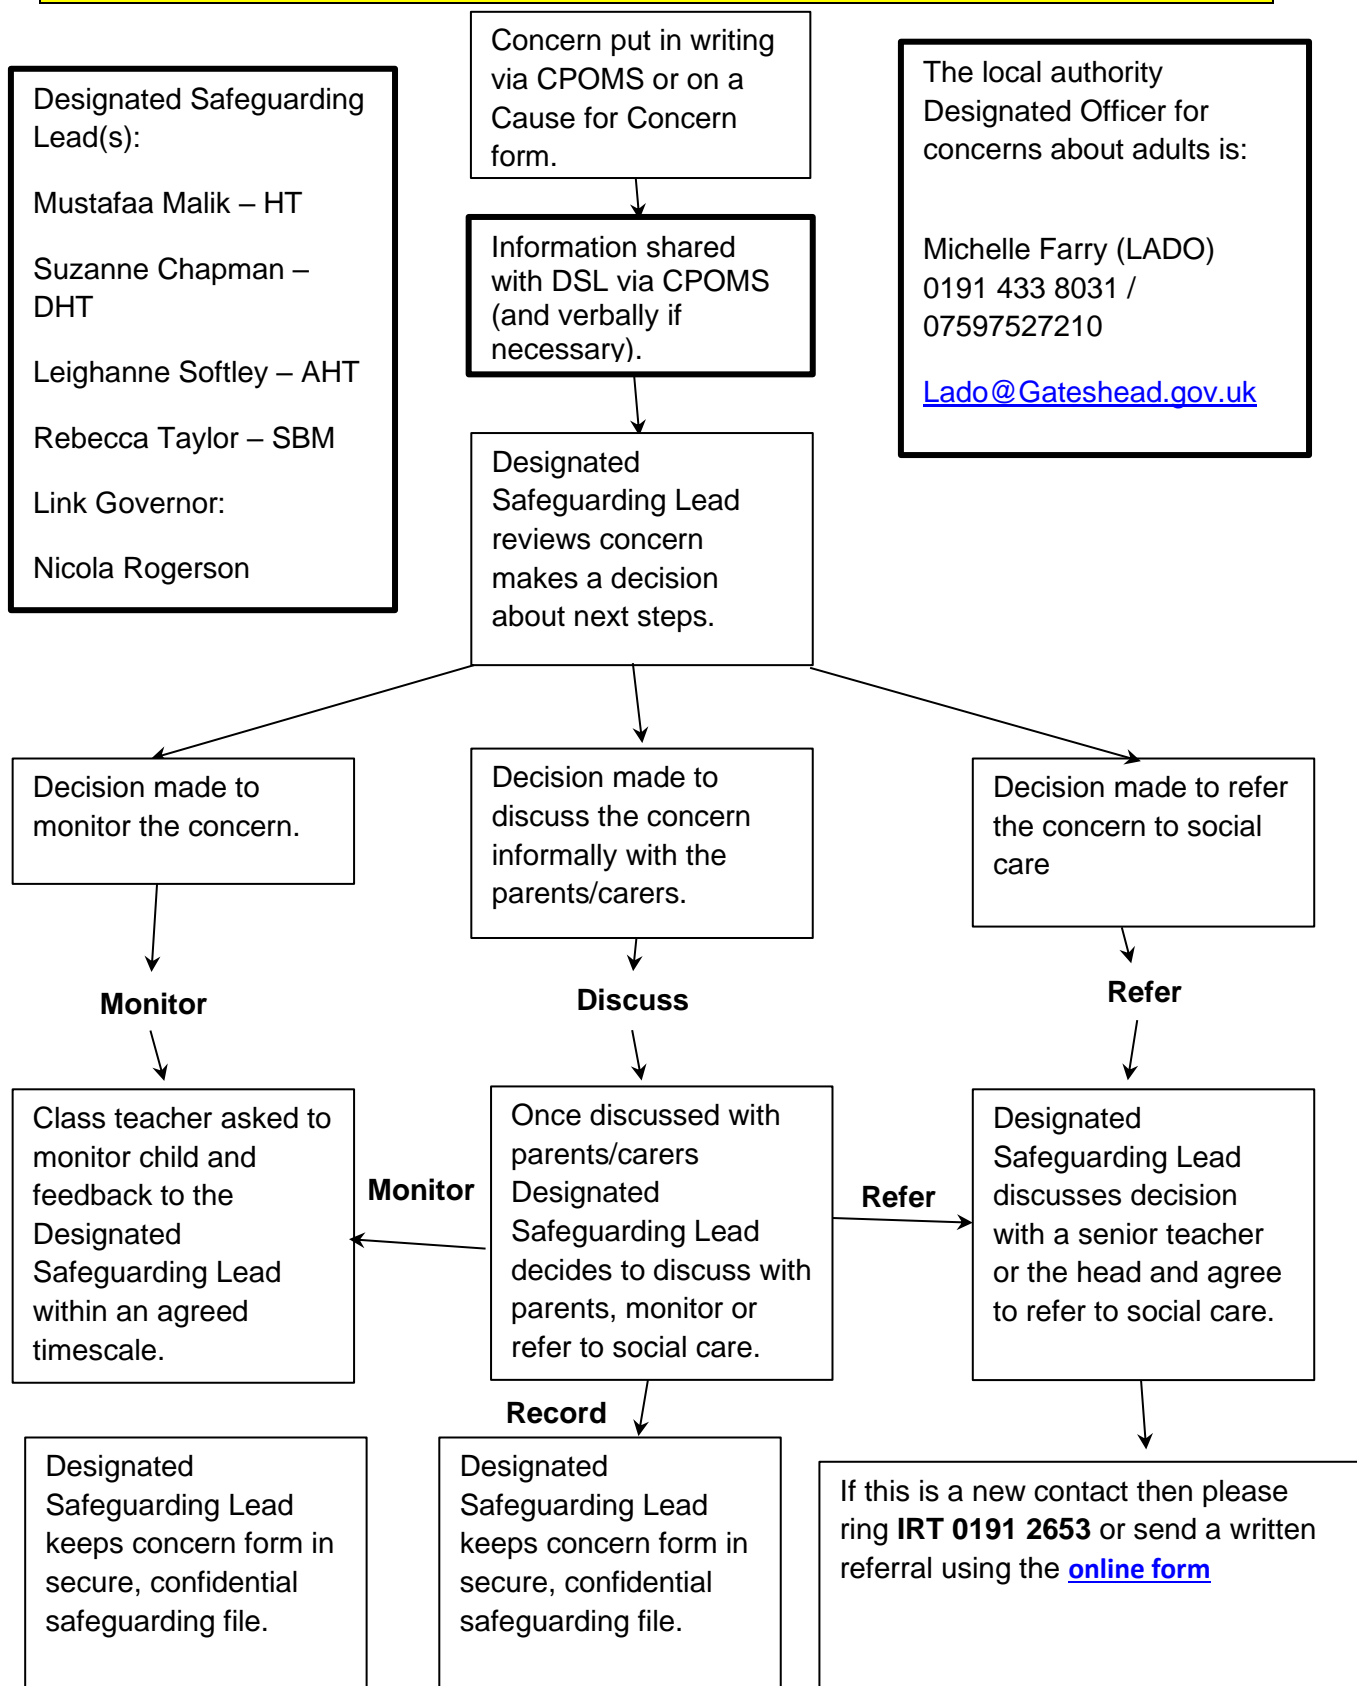 Concern put in writing
via CPOMS or on a
Cause for Concern
form.
Designated Safeguarding
Lead(s):
Mustafaa Malik – HT
Suzanne Chapman –
DHT
Leighanne Softley – AHT
Rebecca Taylor – SBM
Link Governor:
Nicola Rogerson
The local authority
Designated Officer for
concerns about adults is:
Michelle Farry (LADO)
0191 433 8031 /
07597527210
Lado@Gateshead.gov.uk
Information shared
with DSL via CPOMS
(and verbally if
necessary).
Designated
Safeguarding Lead
reviews concern
makes a decision
about next steps.
Decision made to
monitor the concern.
Decision made to
discuss the concern
informally with the
parents/carers.
Decision made to refer
the concern to social
care
Monitor
Discuss
Refer
Class teacher asked to
monitor child and
feedback to the
Designated
Safeguarding Lead
within an agreed
timescale.
Monitor
Once discussed with
parents/carers
Designated
Safeguarding Lead
decides to discuss with
parents, monitor or
refer to social care.
Refer
Designated
Safeguarding Lead
discusses decision
with a senior teacher
or the head and agree
to refer to social care.
Record
Designated
Safeguarding Lead
keeps concern form in
secure, confidential
safeguarding file.
Designated
Safeguarding Lead
keeps concern form in
secure, confidential
safeguarding file.
If this is a new contact then please
ring IRT 0191 2653 or send a written
referral using the online form